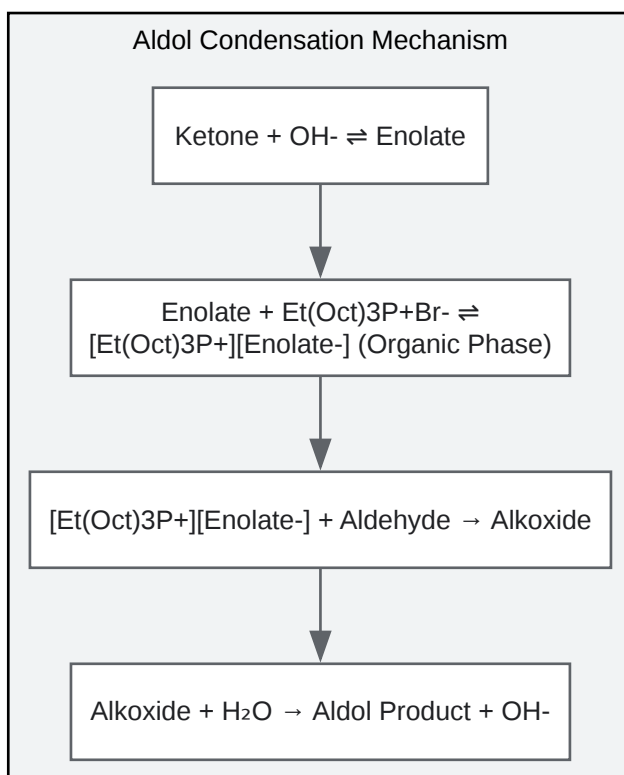 Aldol Condensation Mechanism
Ketone + OH- ⇌ Enolate
Enolate + Et(Oct)3P+Br- ⇌
[Et(Oct)3P+][Enolate-] (Organic Phase)
[Et(Oct)3P+][Enolate-] + Aldehyde → Alkoxide
Alkoxide + H₂O → Aldol Product + OH-